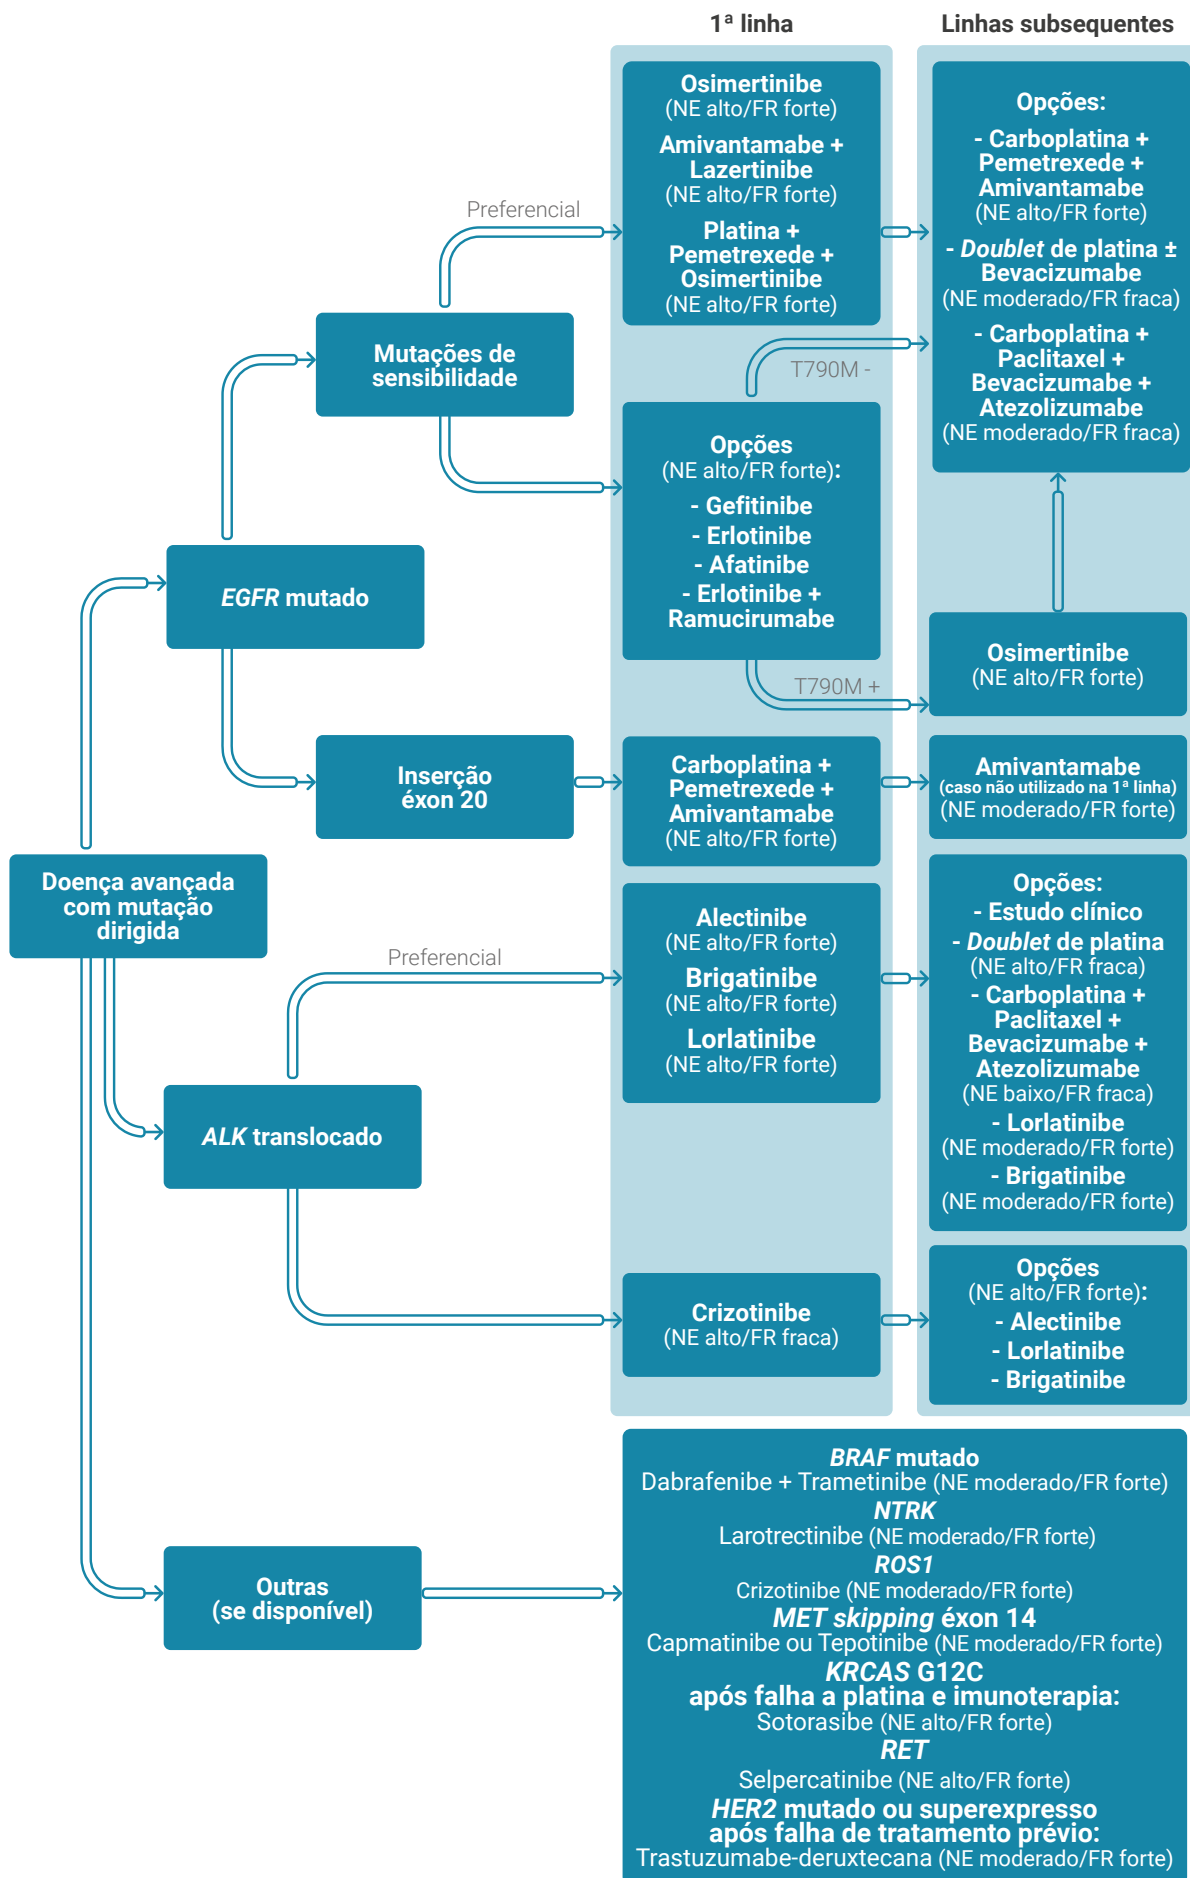 1ª linha
Linhas subsequentes
Osimertinibe
(NE alto/FR forte)
Amivantamabe +
Lazertinibe
(NE alto/FR forte)
Platina +
Pemetrexede +
Osimertinibe
(NE alto/FR forte)
Opções:
- Carboplatina +
Pemetrexede +
Amivantamabe
(NE alto/FR forte)
- Doublet de platina ±
Bevacizumabe
(NE moderado/FR fraca)
- Carboplatina +
Paclitaxel +
Bevacizumabe +
Atezolizumabe
(NE moderado/FR fraca)
Preferencial
Mutações de
sensibilidade
T790M -
Opções
(NE alto/FR forte):
- Gefitinibe
- Erlotinibe
- Afatinibe
- Erlotinibe +
Ramucirumabe
EGFR mutado
T790M +
Osimertinibe
(NE alto/FR forte)
Inserção
éxon 20
Carboplatina +
Pemetrexede +
Amivantamabe
(NE alto/FR forte)
Amivantamabe
(caso não utilizado na 1ª linha)
(NE moderado/FR forte)
Doença avançada
com mutação
dirigida
Preferencial
Alectinibe
(NE alto/FR forte)
Brigatinibe
(NE alto/FR forte)
Lorlatinibe
(NE alto/FR forte)
Opções:
- Estudo clínico
- Doublet de platina
(NE alto/FR fraca)
- Carboplatina +
Paclitaxel +
Bevacizumabe +
Atezolizumabe
(NE baixo/FR fraca)
- Lorlatinibe
(NE moderado/FR forte)
- Brigatinibe
(NE moderado/FR forte)
ALK translocado
Crizotinibe
(NE alto/FR fraca)
Opções
(NE alto/FR forte):
- Alectinibe
- Lorlatinibe
- Brigatinibe
Outras
(se disponível)
BRAF mutado
Dabrafenibe + Trametinibe (NE moderado/FR forte)
NTRK
Larotrectinibe (NE moderado/FR forte)
ROS1
Crizotinibe (NE moderado/FR forte)
MET skipping éxon 14
Capmatinibe ou Tepotinibe (NE moderado/FR forte)
KRCAS G12C
após falha a platina e imunoterapia:
Sotorasibe (NE alto/FR forte)
RET
Selpercatinibe (NE alto/FR forte)
HER2 mutado ou superexpresso
após falha de tratamento prévio:
Trastuzumabe-deruxtecana (NE moderado/FR forte)